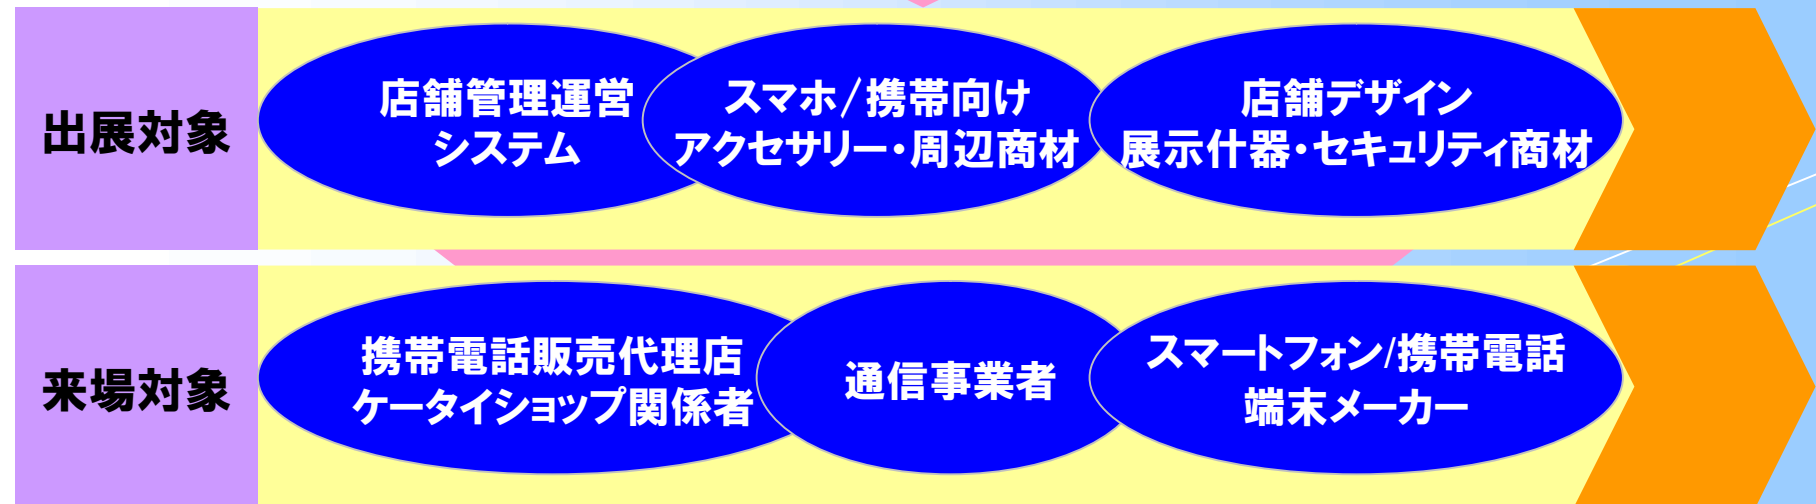 出展対象
店舗管理運営
システム
スマホ/携帯向け
アクセサリー・周辺商材
店舗デザイン
展示什器・セキュリティ商材
来場対象
携帯電話販売代理店
ケータイショップ関係者
通信事業者
スマートフォン/携帯電話
端末メーカー